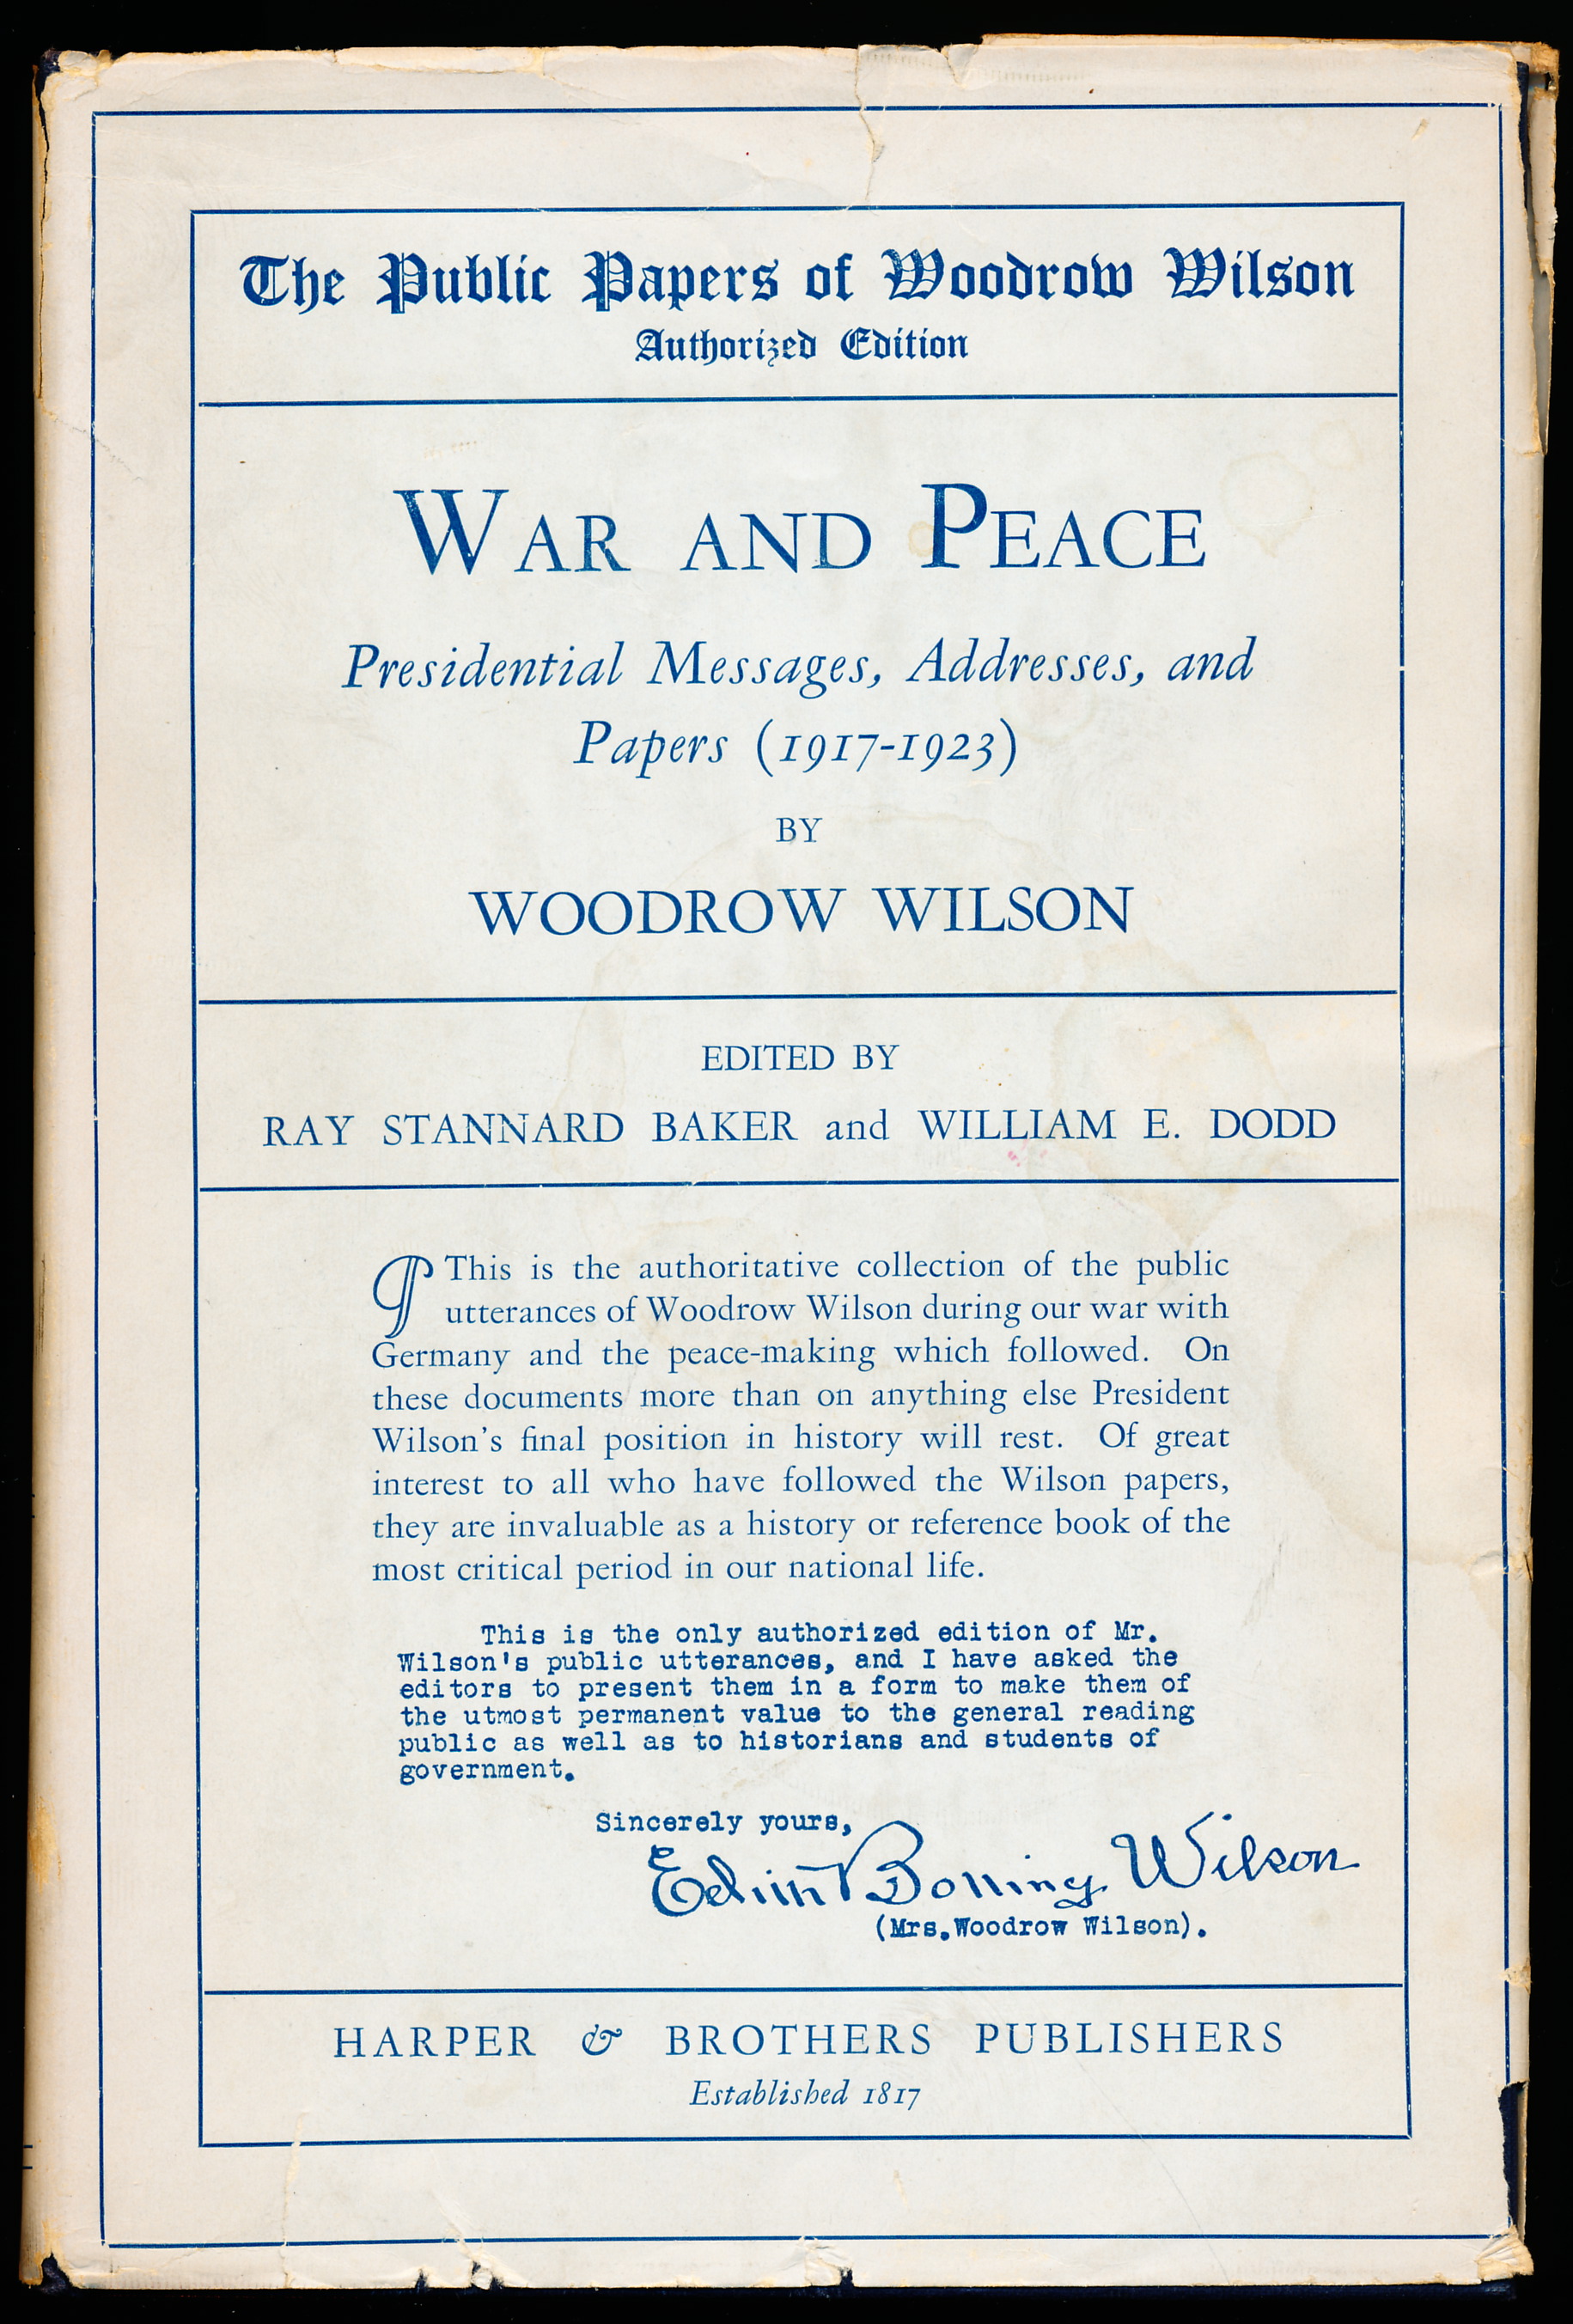 The Public Papers of Woodrow Wilson
Authorized Edition
WAR AND PEACE
Presidential Messages, Addresses, and
Papers (1917-1923)
BY
WOODROW WILSON
EDITED BY
RAY STANNARD BAKER and WILLIAM E. DODD
¶ This is the authoritative collection of the public
utterances of Woodrow Wilson during our war with
Germany and the peace-making which followed. On
these documents more than on anything else President
Wilson's final position in history will rest. Of great
interest to all who have followed the Wilson papers,
they are invaluable as a history or reference book of the
most critical period in our national life.
This is the only authorized edition of Mr.
Wilson's public utterances, and I have asked the
editors to present them in a form to make them of
the utmost permanent value to the general reading
public as well as to historians and students of
government.
Sincerely yours,
Edith Bolling Wilson
(Mrs.Woodrow Wilson).
HARPER & BROTHERS PUBLISHERS
Established 1817